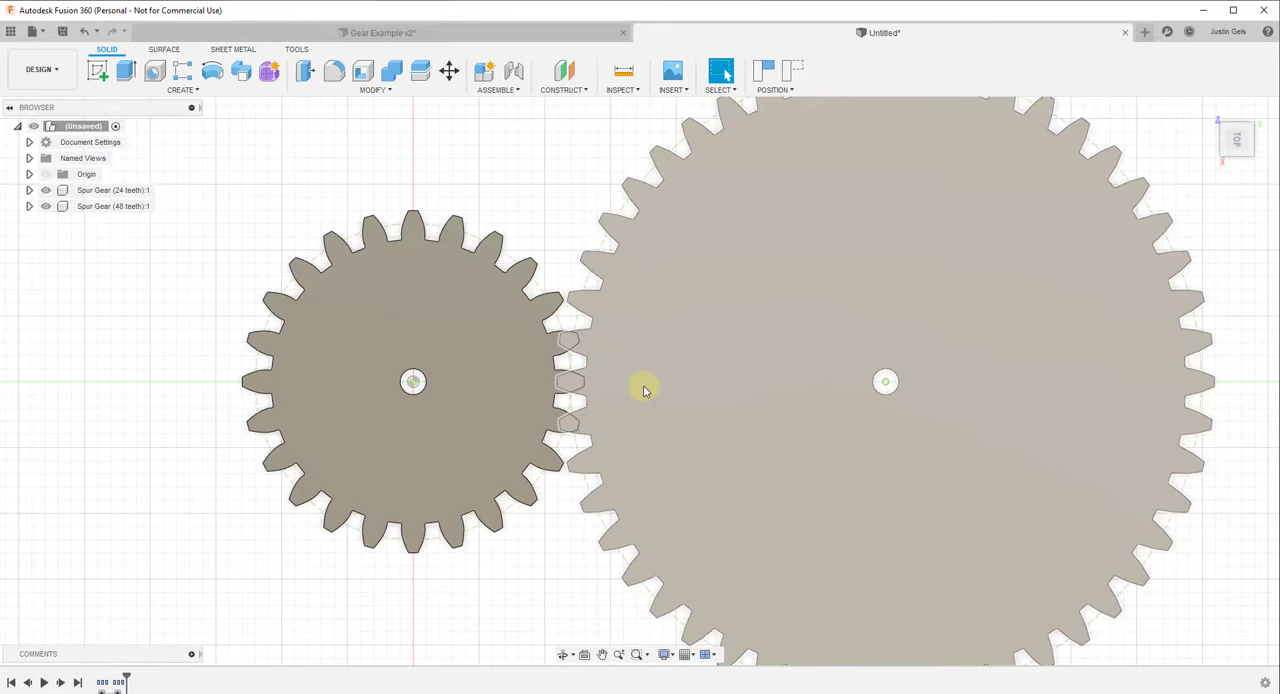 Autodesk Fusion 360 (Personal - Not for Commercial Use)
Gear Example v2*
Untitled*
Justin Geis
SOLID SURFACE SHEET METAL TOOLS
DESIGN
CREATE MODIFY ASSEMBLE CONSTRUCT INSPECT INSERT SELECT POSITION
BROWSER
(Unsaved)
Document Settings
Named Views
Origin
Spur Gear (24 teeth):1
Spur Gear (48 teeth):1
TOP
Z
Y
X
COMMENTS